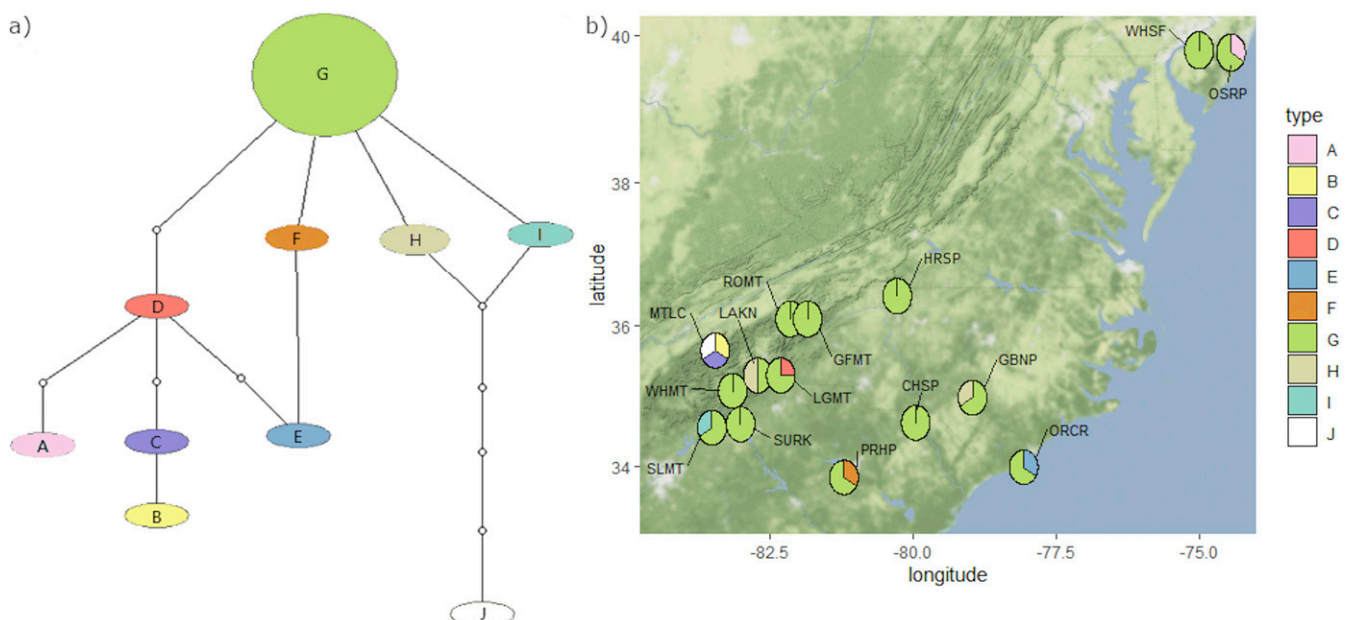 a)
G
F
H
I
D
A
C
E
B
J
b)
40
38
36
34
latitude
WHSF
OSRP
HRSP
ROMT
MTLC
LAKN
GFMT
GBNP
WHMT
LGMT
CHSP
ORCR
SURK
PRHP
SLMT
-82.5
-80.0
-77.5
-75.0
longitude
type
A
B
C
D
E
F
G
H
I
J